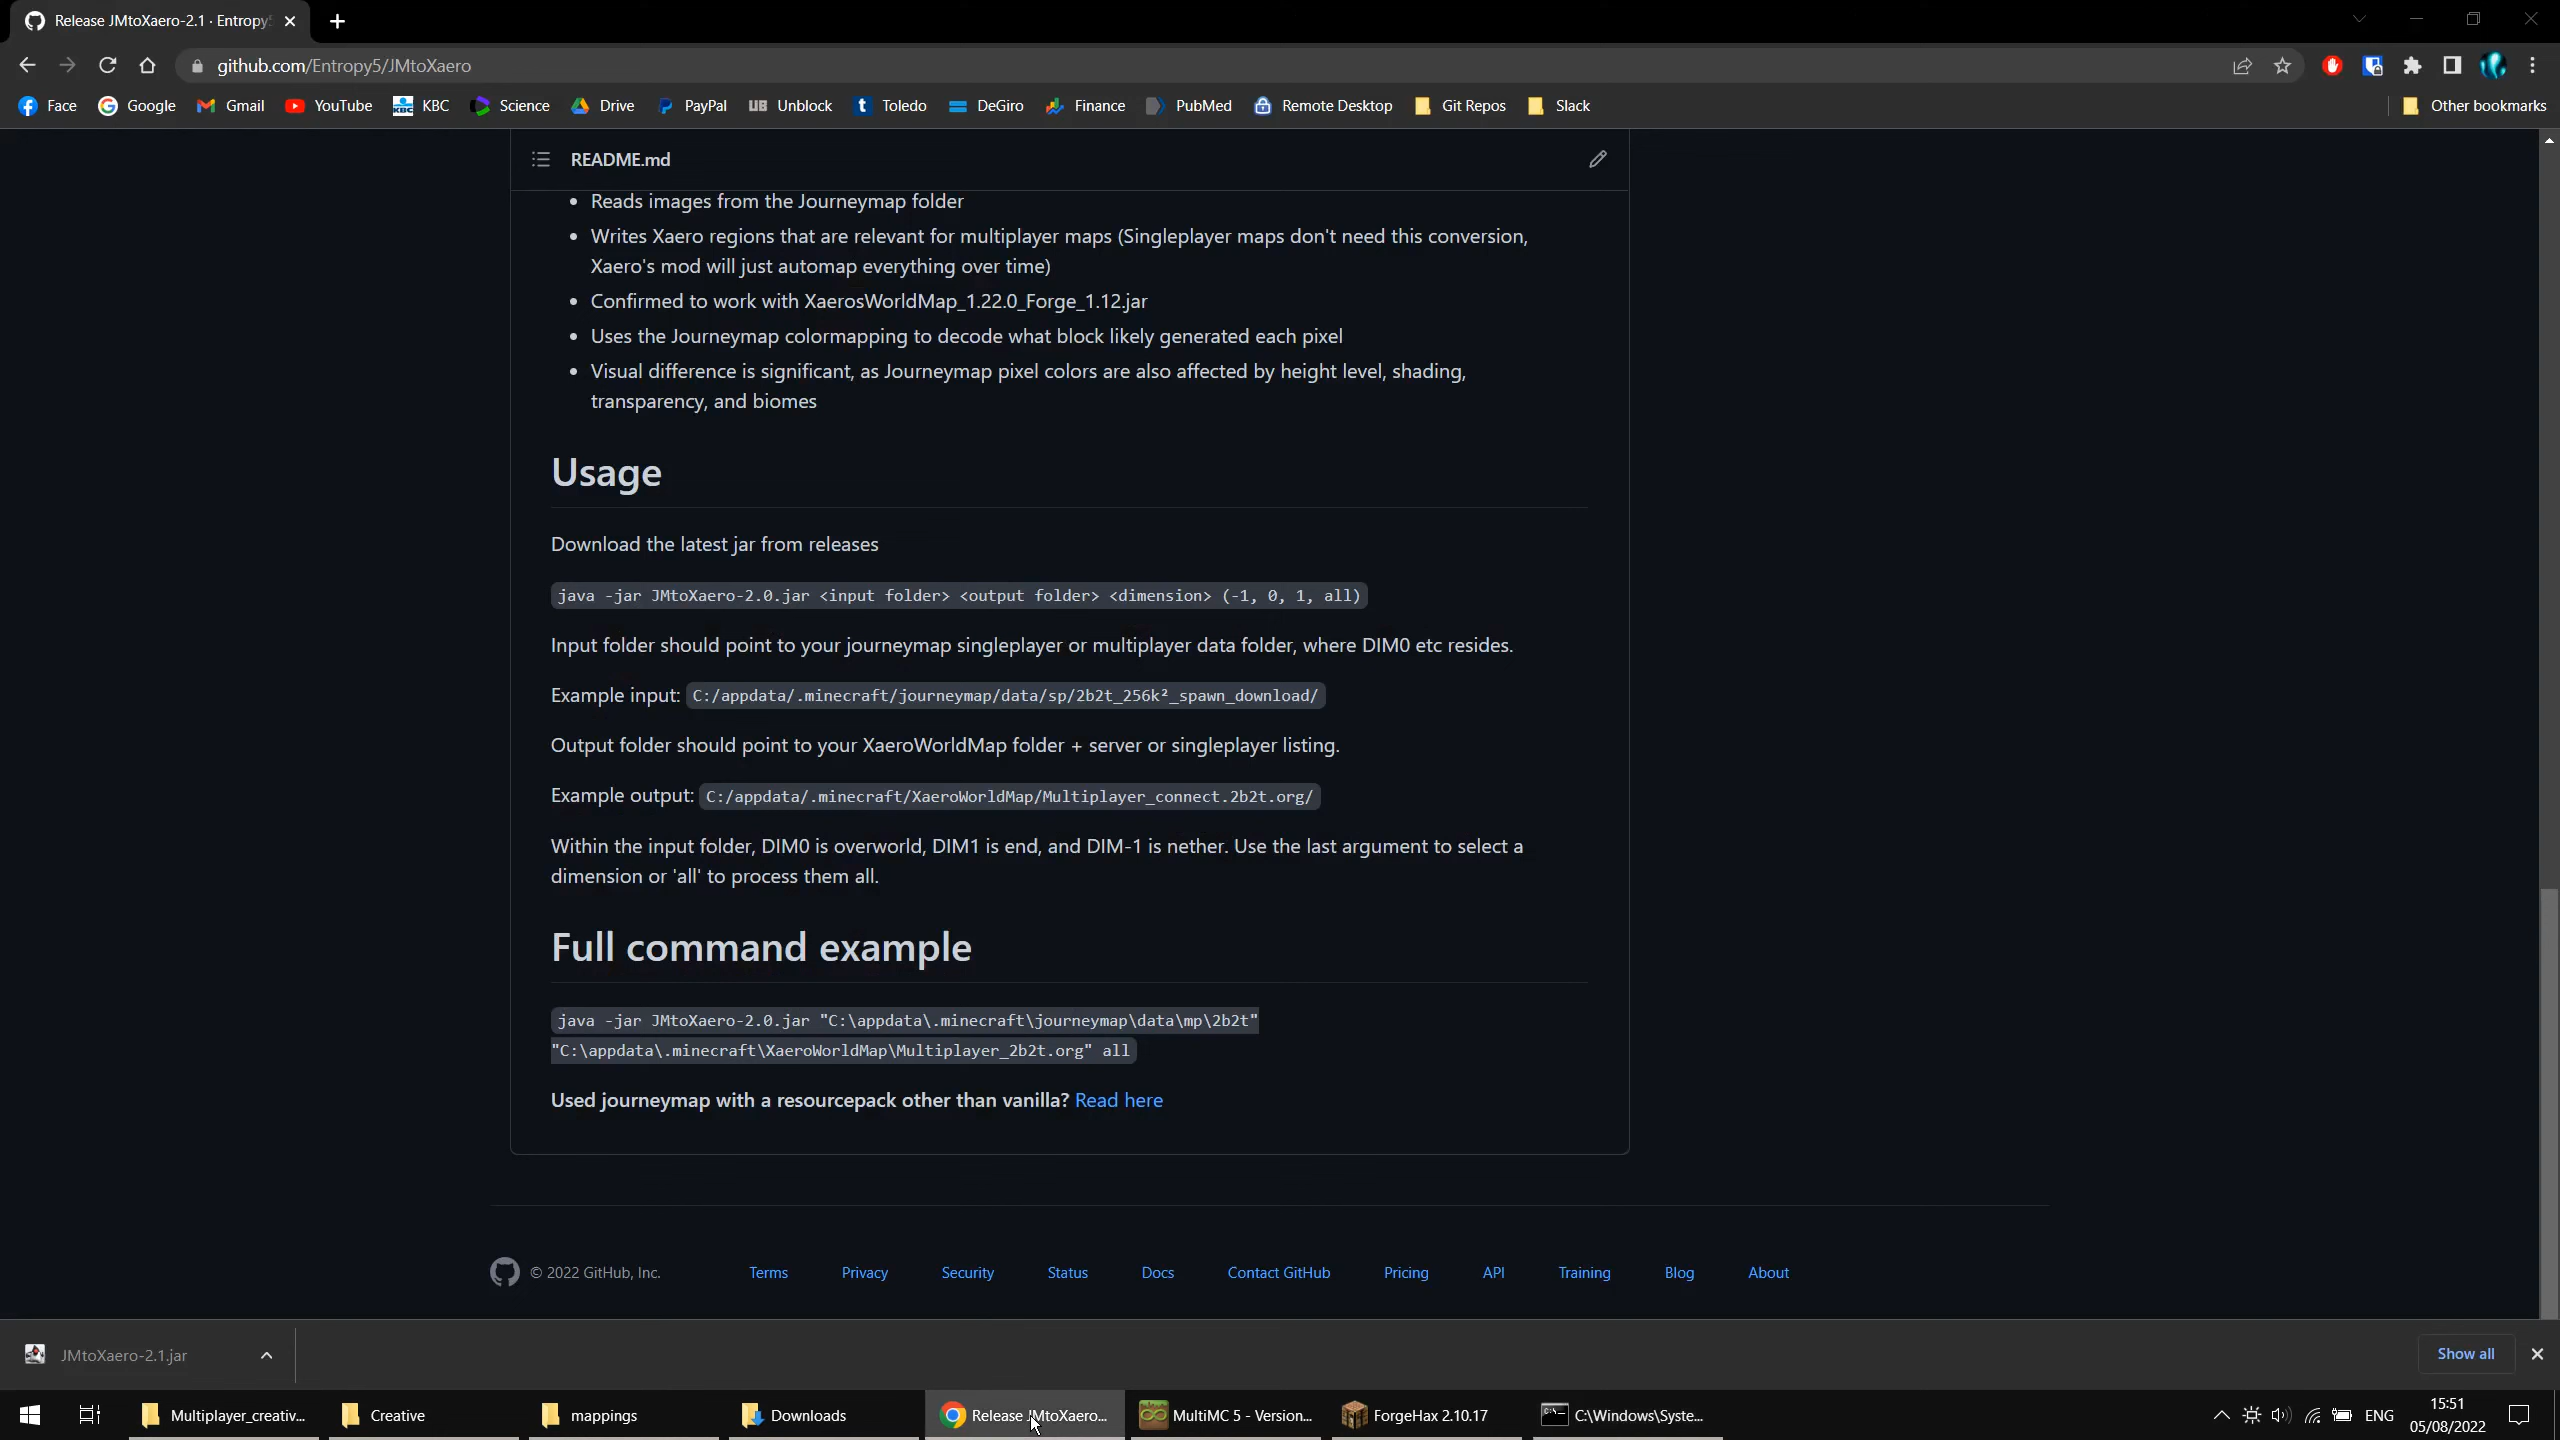 Release JMtoXaero-2.1 · Entropy5
github.com/Entropy5/JMtoXaero
Face Google Gmail YouTube KBC Science Drive PayPal Unblock Toledo DeGiro Finance PubMed Remote Desktop Git Repos Slack Other bookmarks
README.md
• Reads images from the Journeymap folder
• Writes Xaero regions that are relevant for multiplayer maps (Singleplayer maps don't need this conversion,
Xaero's mod will just automap everything over time)
• Confirmed to work with XaerosWorldMap_1.22.0_Forge_1.12.jar
• Uses the Journeymap colormapping to decode what block likely generated each pixel
• Visual difference is significant, as Journeymap pixel colors are also affected by height level, shading,
transparency, and biomes
Usage
Download the latest jar from releases
java -jar JMtoXaero-2.0.jar <input folder> <output folder> <dimension> (-1, 0, 1, all)
Input folder should point to your journeymap singleplayer or multiplayer data folder, where DIM0 etc resides.
Example input: C:/appdata/.minecraft/journeymap/data/sp/2b2t_256k²_spawn_download/
Output folder should point to your XaeroWorldMap folder + server or singleplayer listing.
Example output: C:/appdata/.minecraft/XaeroWorldMap/Multiplayer_connect.2b2t.org/
Within the input folder, DIM0 is overworld, DIM1 is end, and DIM-1 is nether. Use the last argument to select a
dimension or 'all' to process them all.
Full command example
java -jar JMtoXaero-2.0.jar "C:\appdata\.minecraft\journeymap\data\mp\2b2t"
"C:\appdata\.minecraft\XaeroWorldMap\Multiplayer_2b2t.org" all
Used journeymap with a resourcepack other than vanilla? Read here
© 2022 GitHub, Inc. Terms Privacy Security Status Docs Contact GitHub Pricing API Training Blog About
JMtoXaero-2.1.jar Show all
Multiplayer_creativ... Creative mappings Downloads Release JMtoXaero... MultiMC 5 - Version... ForgeHax 2.10.17 C:\Windows\Syste... ENG 15:51
05/08/2022